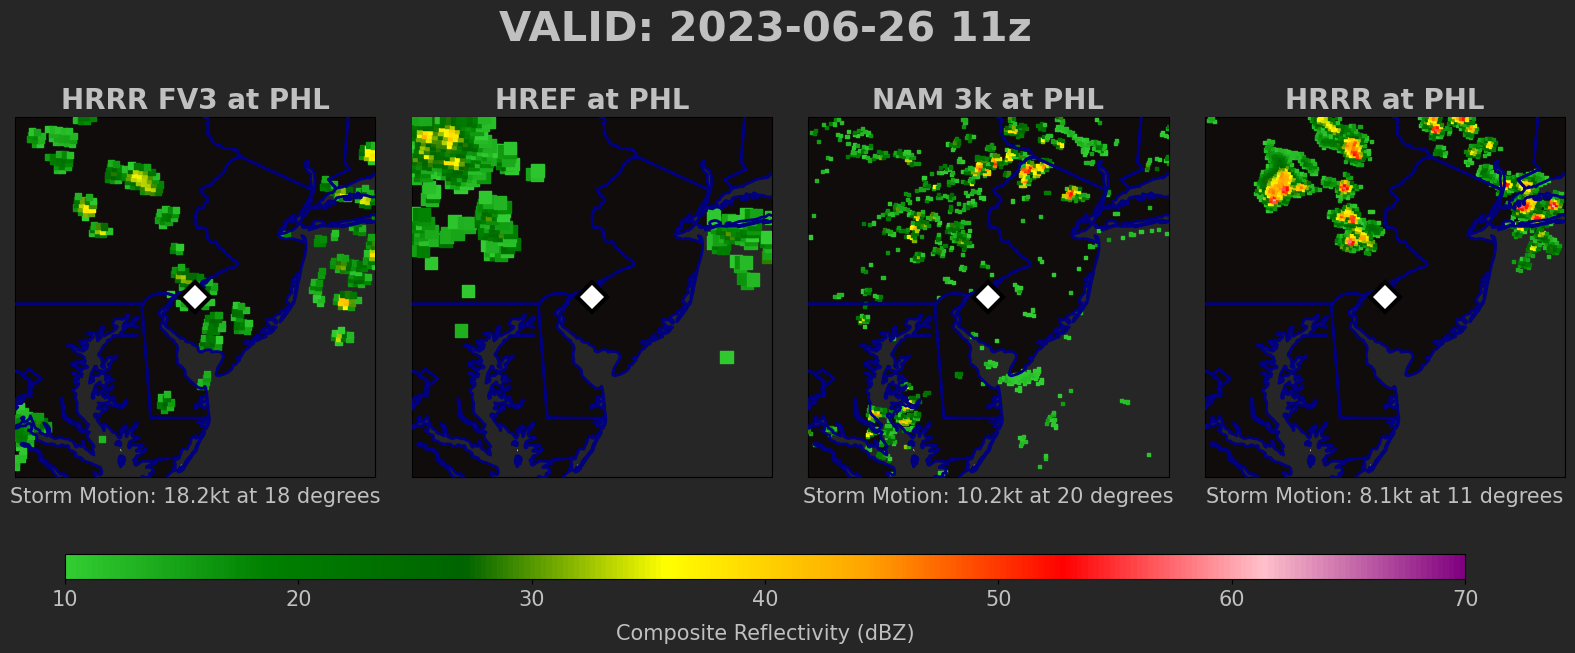 VALID: 2023-06-26 11z
HRRR FV3 at PHL
HREF at PHL
NAM 3k at PHL
HRRR at PHL
Storm Motion: 18.2kt at 18 degrees
Storm Motion: 10.2kt at 20 degrees
Storm Motion: 8.1kt at 11 degrees
10 20 30 40 50 60 70
Composite Reflectivity (dBZ)